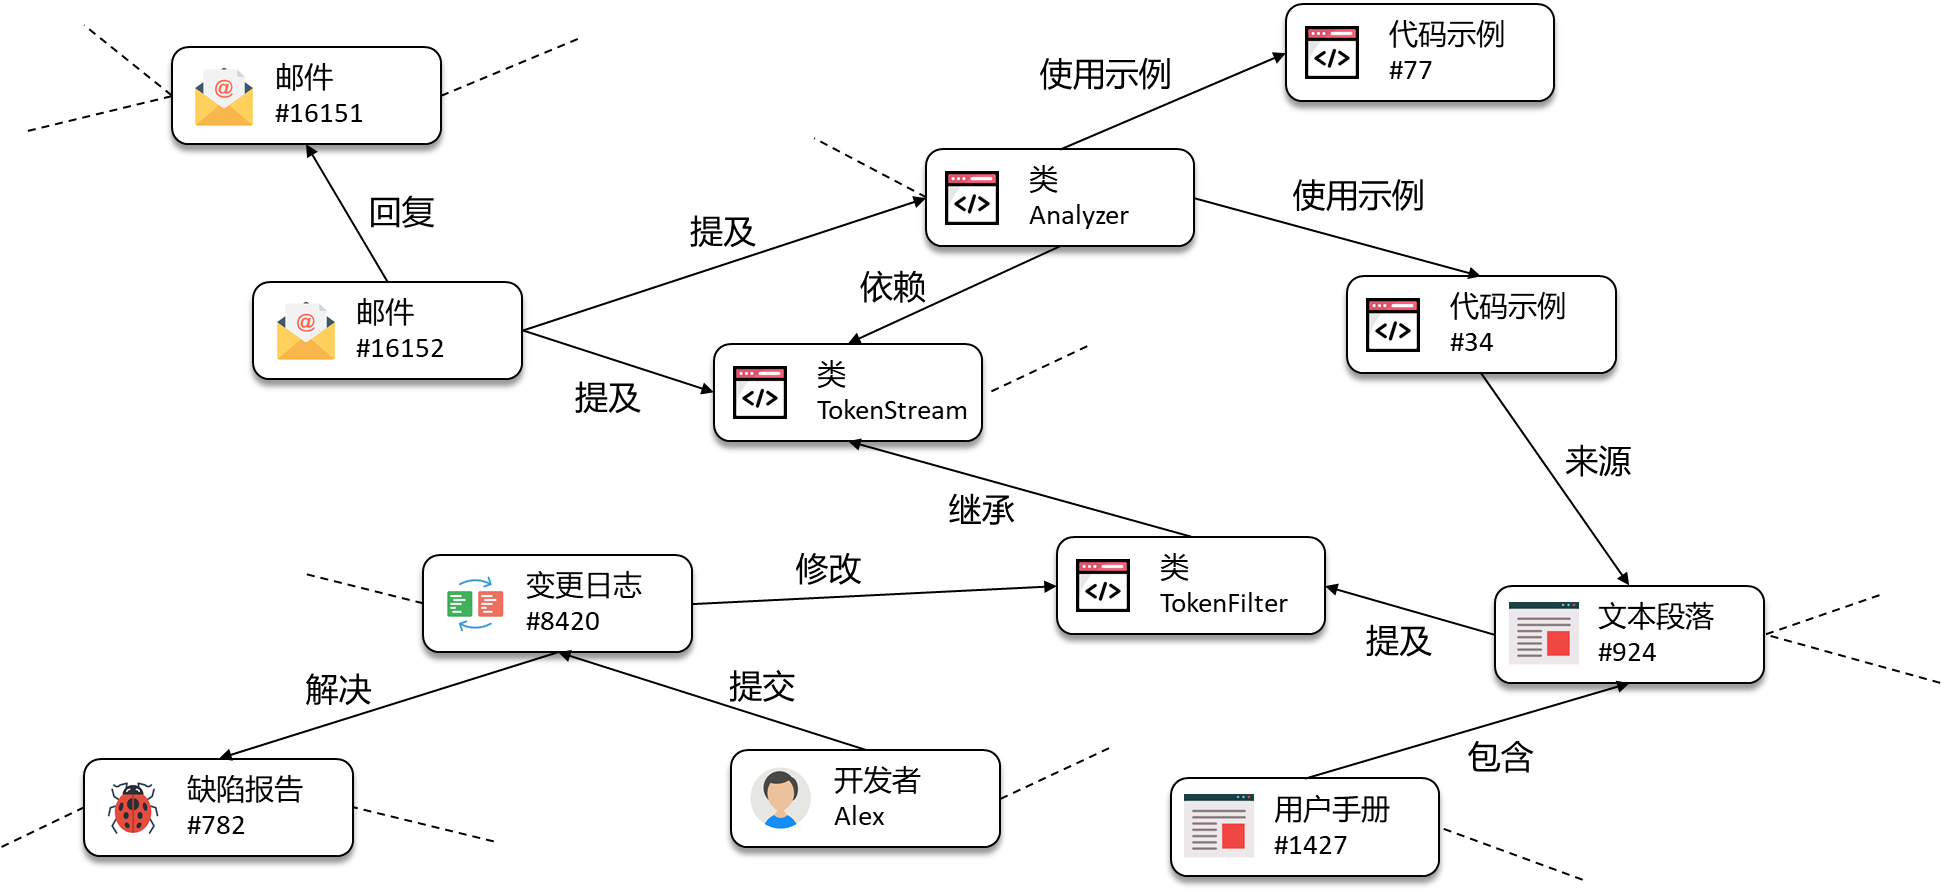 代码示例
#77
使用示例
邮件
#16151
类
Analyzer
使用示例
回复
提及
依赖
代码示例
#34
邮件
#16152
提及
类
TokenStream
来源
继承
修改
类
TokenFilter
变更日志
#8420
文本段落
#924
提及
解决
提交
包含
缺陷报告
#782
开发者
Alex
用户手册
#1427